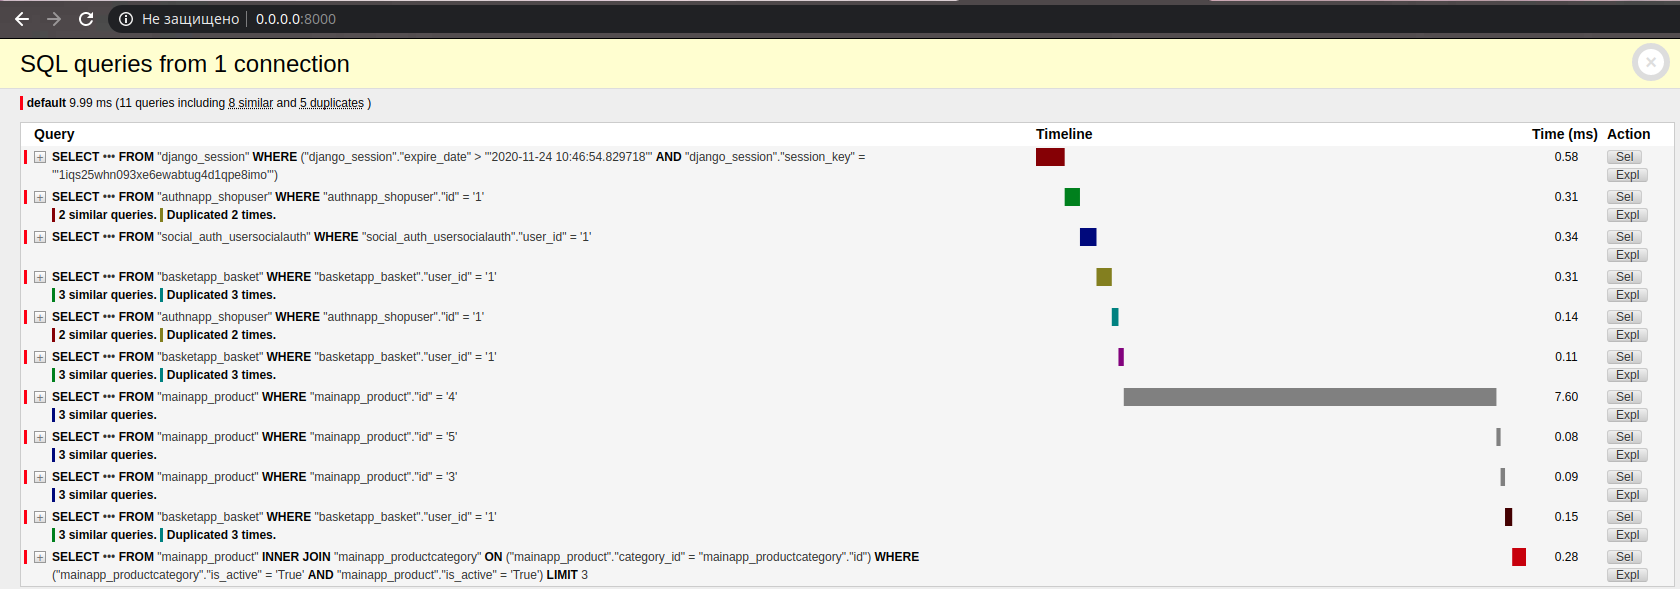 Не защищено 0.0.0.0:8000
SQL queries from 1 connection
default 9.99 ms (11 queries including 8 similar and 5 duplicates )
Query Timeline Time (ms) Action
SELECT ••• FROM "django_session" WHERE ("django_session"."expire_date" > '''2020-11-24 10:46:54.829718''' AND "django_session"."session_key" = 0.58 Sel
'''1iqs25whn093xe6ewabtug4d1qpe8imo''') Expl
SELECT ••• FROM "authnapp_shopuser" WHERE "authnapp_shopuser"."id" = '1' 0.31 Sel
2 similar queries. Duplicated 2 times. Expl
SELECT ••• FROM "social_auth_usersocialauth" WHERE "social_auth_usersocialauth"."user_id" = '1' 0.34 Sel
Expl
SELECT ••• FROM "basketapp_basket" WHERE "basketapp_basket"."user_id" = '1' 0.31 Sel
3 similar queries. Duplicated 3 times. Expl
SELECT ••• FROM "authnapp_shopuser" WHERE "authnapp_shopuser"."id" = '1' 0.14 Sel
2 similar queries. Duplicated 2 times. Expl
SELECT ••• FROM "basketapp_basket" WHERE "basketapp_basket"."user_id" = '1' 0.11 Sel
3 similar queries. Duplicated 3 times. Expl
SELECT ••• FROM "mainapp_product" WHERE "mainapp_product"."id" = '4' 7.60 Sel
3 similar queries. Expl
SELECT ••• FROM "mainapp_product" WHERE "mainapp_product"."id" = '5' 0.08 Sel
3 similar queries. Expl
SELECT ••• FROM "mainapp_product" WHERE "mainapp_product"."id" = '3' 0.09 Sel
3 similar queries. Expl
SELECT ••• FROM "basketapp_basket" WHERE "basketapp_basket"."user_id" = '1' 0.15 Sel
3 similar queries. Duplicated 3 times. Expl
SELECT ••• FROM "mainapp_product" INNER JOIN "mainapp_productcategory" ON ("mainapp_product"."category_id" = "mainapp_productcategory"."id") WHERE 0.28 Sel
("mainapp_productcategory"."is_active" = 'True' AND "mainapp_product"."is_active" = 'True') LIMIT 3 Expl